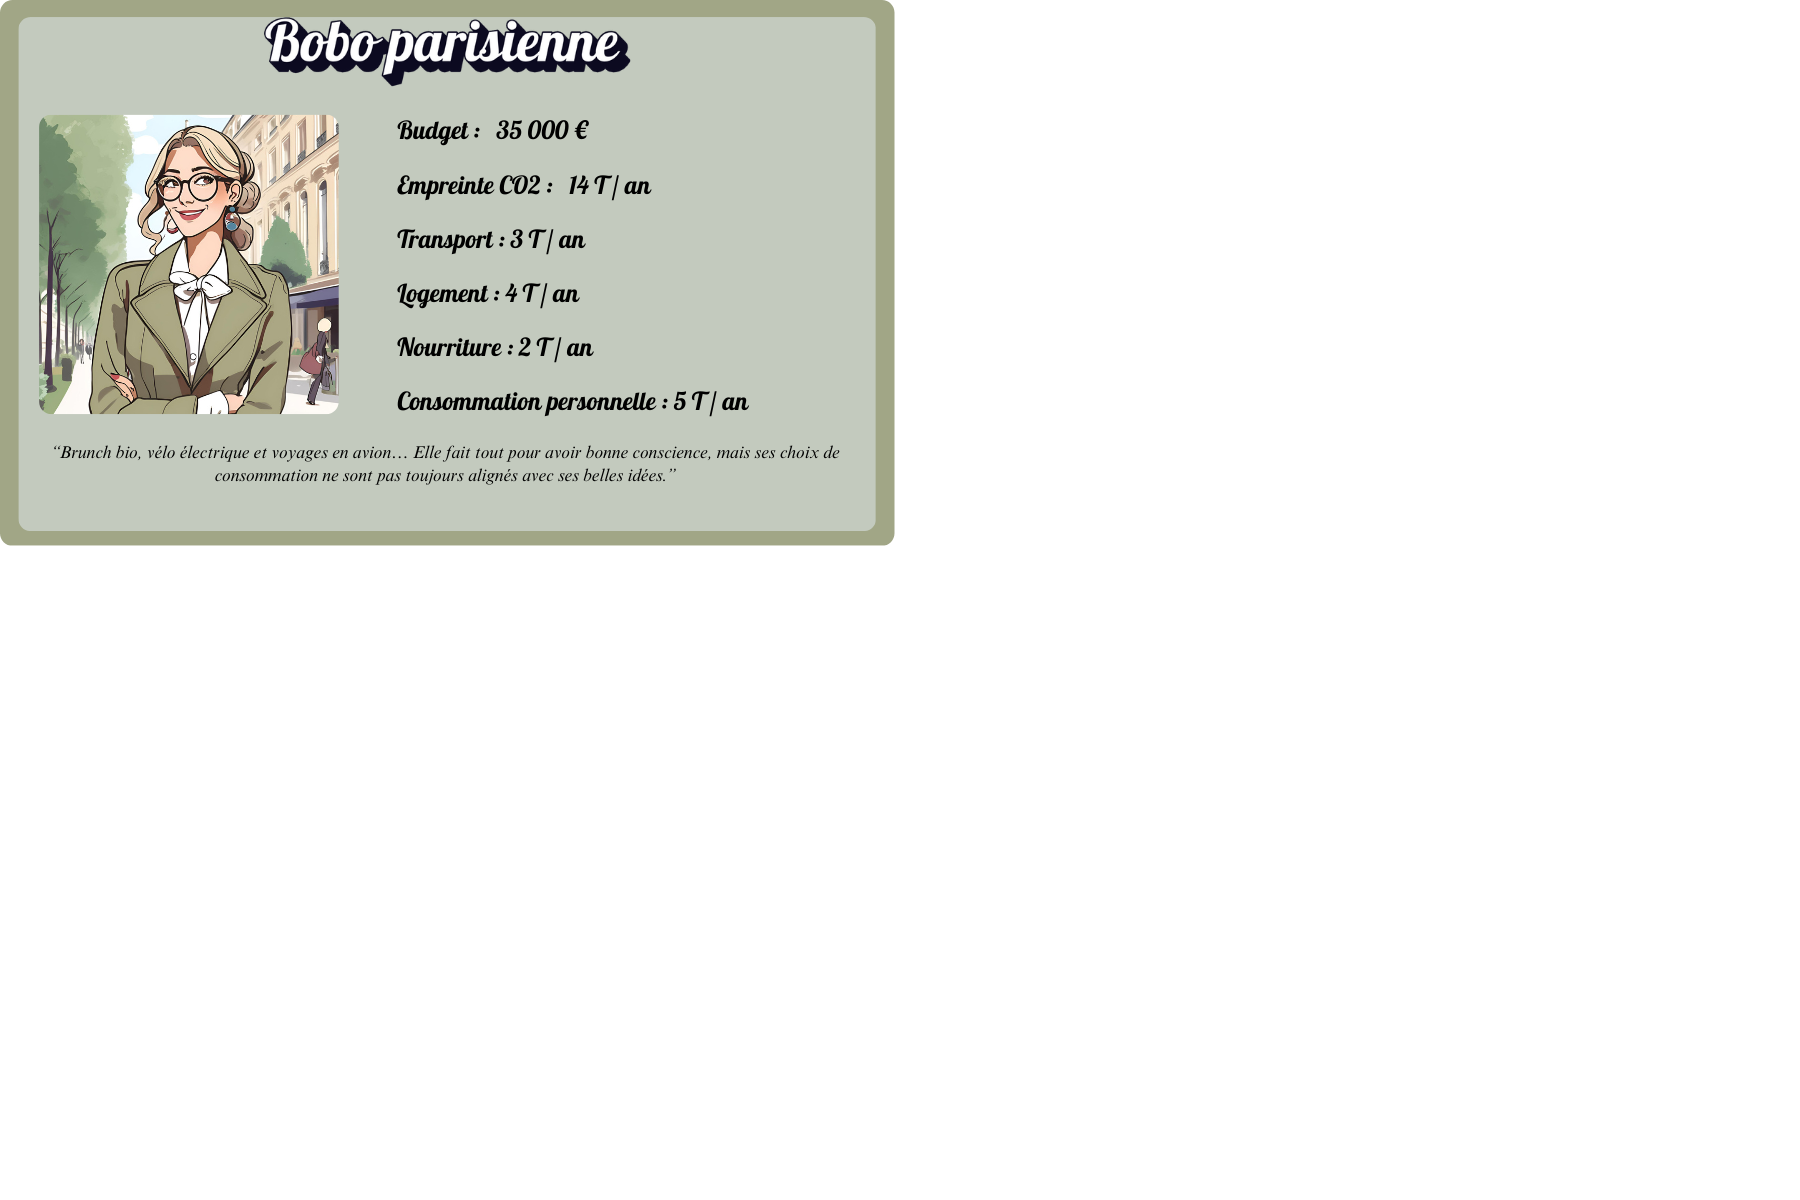 Bobo parisienne
Budget : 35 000 €
Empreinte CO2 : 14 T/ an
Transport : 3 T/ an
Logement : 4 T/ an
Nourriture : 2 T/ an
Consommation personnelle : 5 T/ an
“Brunch bio, vélo électrique et voyages en avion… Elle fait tout pour avoir bonne conscience, mais ses choix de
consommation ne sont pas toujours alignés avec ses belles idées.”